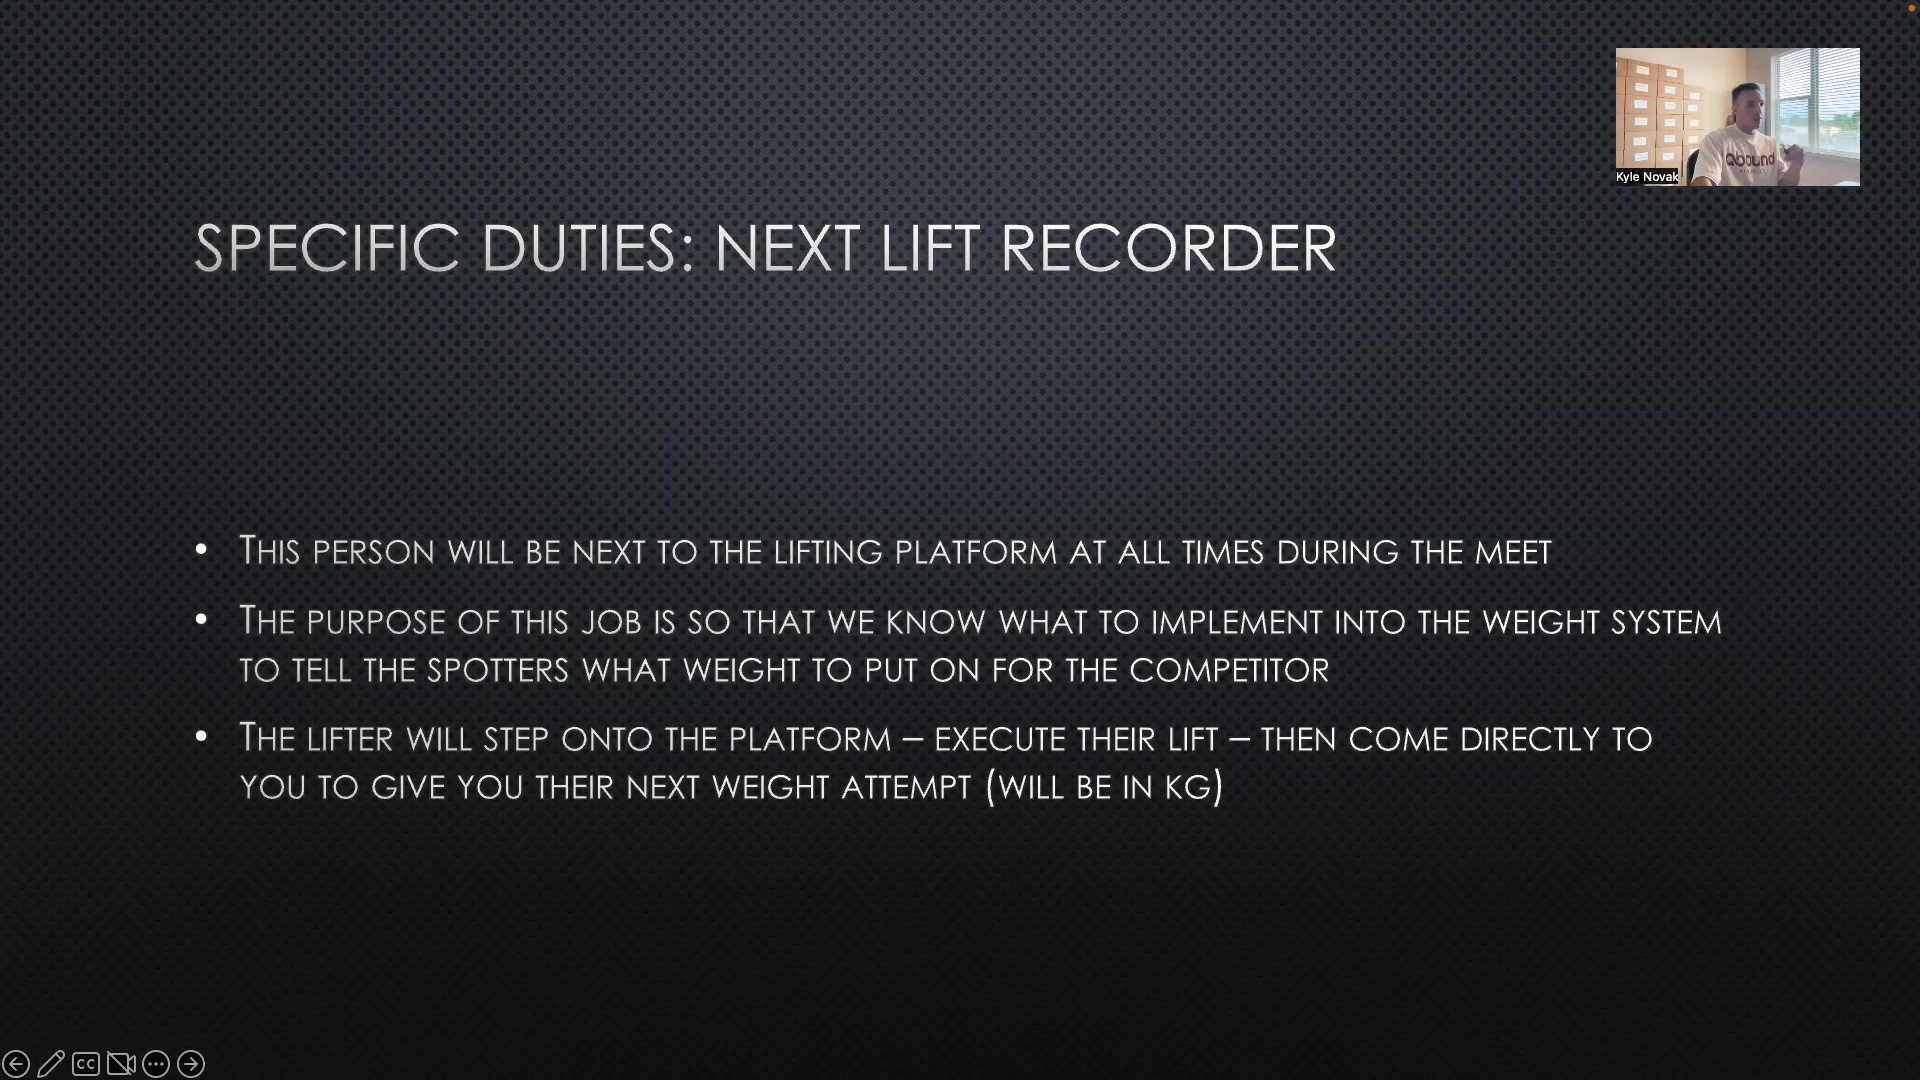 Kyle Novak
Qbound
SPECIFIC DUTIES: NEXT LIFT RECORDER
• THIS PERSON WILL BE NEXT TO THE LIFTING PLATFORM AT ALL TIMES DURING THE MEET
• THE PURPOSE OF THIS JOB IS SO THAT WE KNOW WHAT TO IMPLEMENT INTO THE WEIGHT SYSTEM
TO TELL THE SPOTTERS WHAT WEIGHT TO PUT ON FOR THE COMPETITOR
• THE LIFTER WILL STEP ONTO THE PLATFORM – EXECUTE THEIR LIFT – THEN COME DIRECTLY TO
YOU TO GIVE YOU THEIR NEXT WEIGHT ATTEMPT (WILL BE IN KG)
CC